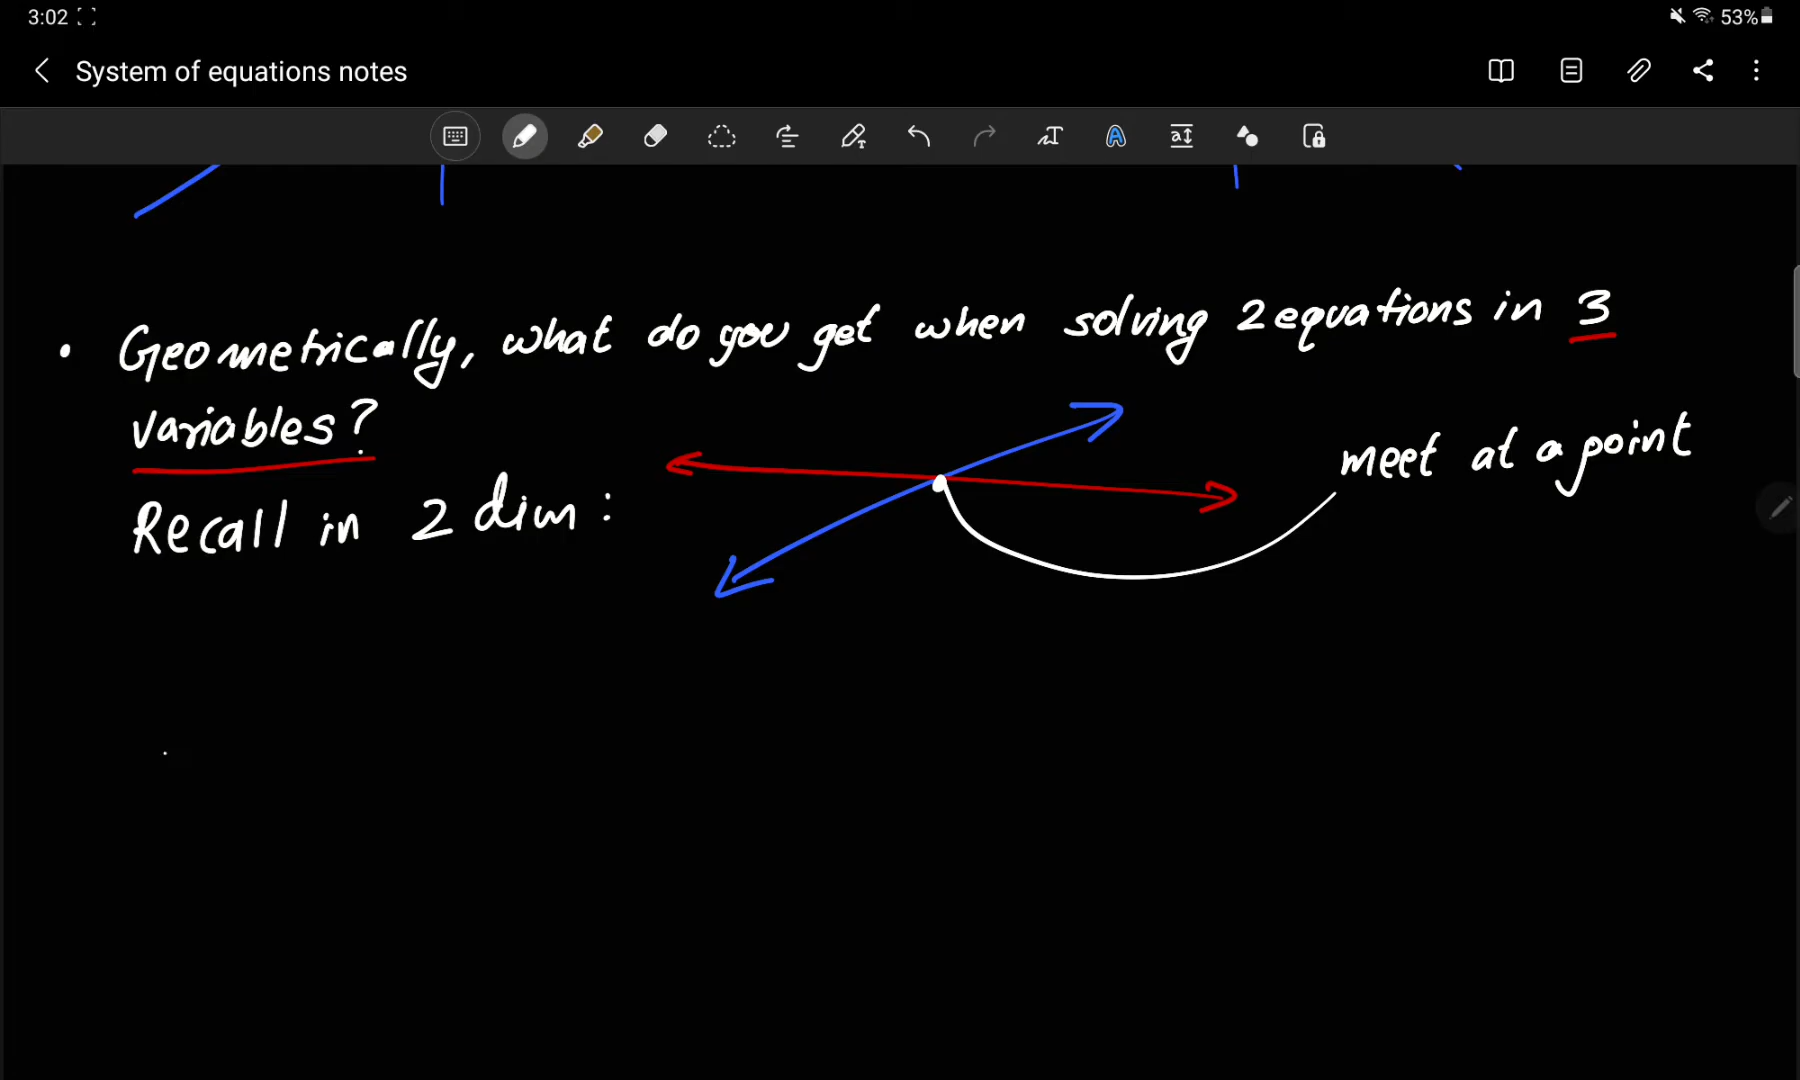 3:02
53%
System of equations notes
• Geometrically, what do you get when solving 2 equations in 3
variables?
meet at a point
Recall in 2 dim: